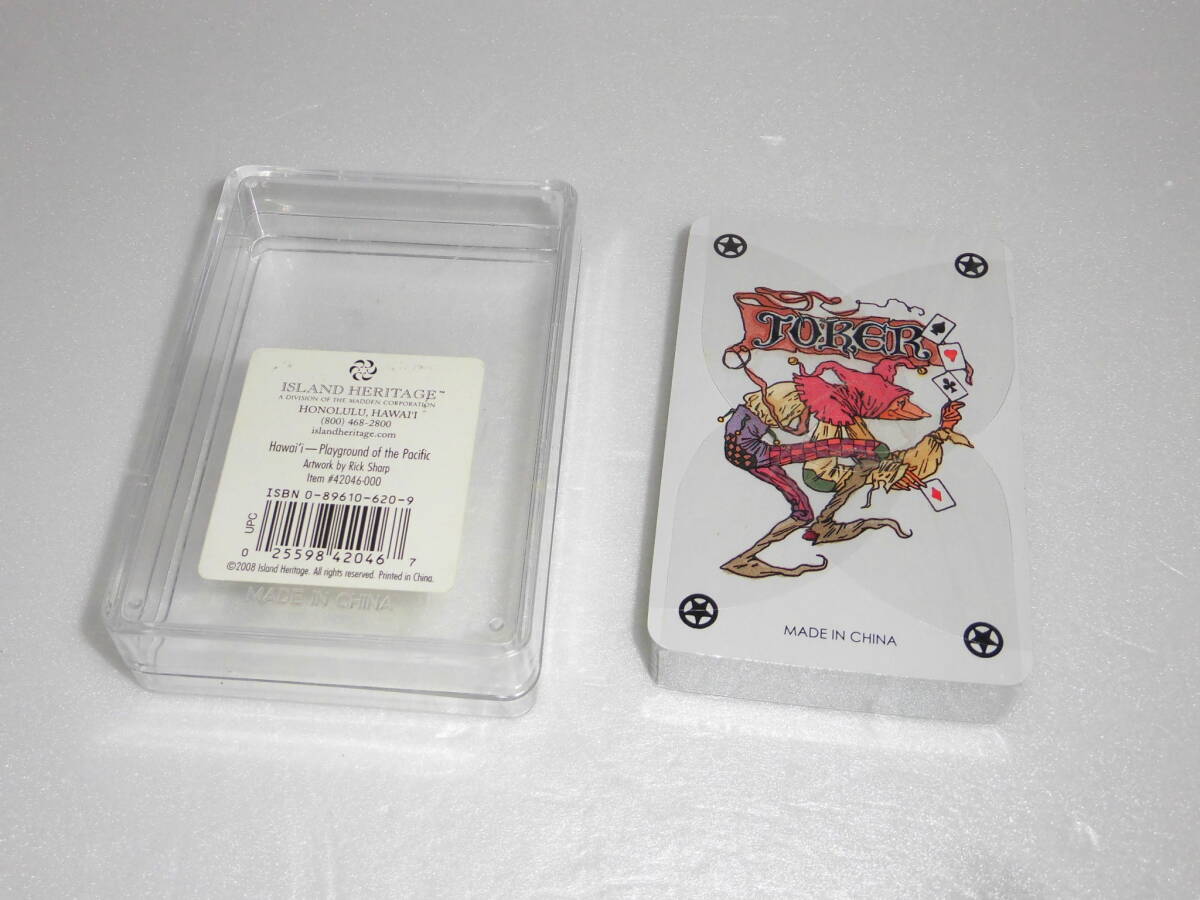 ISLAND HERITAGE™
A DIVISION OF THE MADDEN CORPORATION
HONOLULU, HAWAI'I
(800) 468-2800
islandheritage.com
Hawai'i—Playground of the Pacific
Artwork by Rick Sharp
Item #42046-000
ISBN 0-89610-620-9
UPC
0 25598 42046 7
©2008 Island Heritage. All rights reserved. Printed in China.
MADE IN CHINA
JOKER
MADE IN CHINA